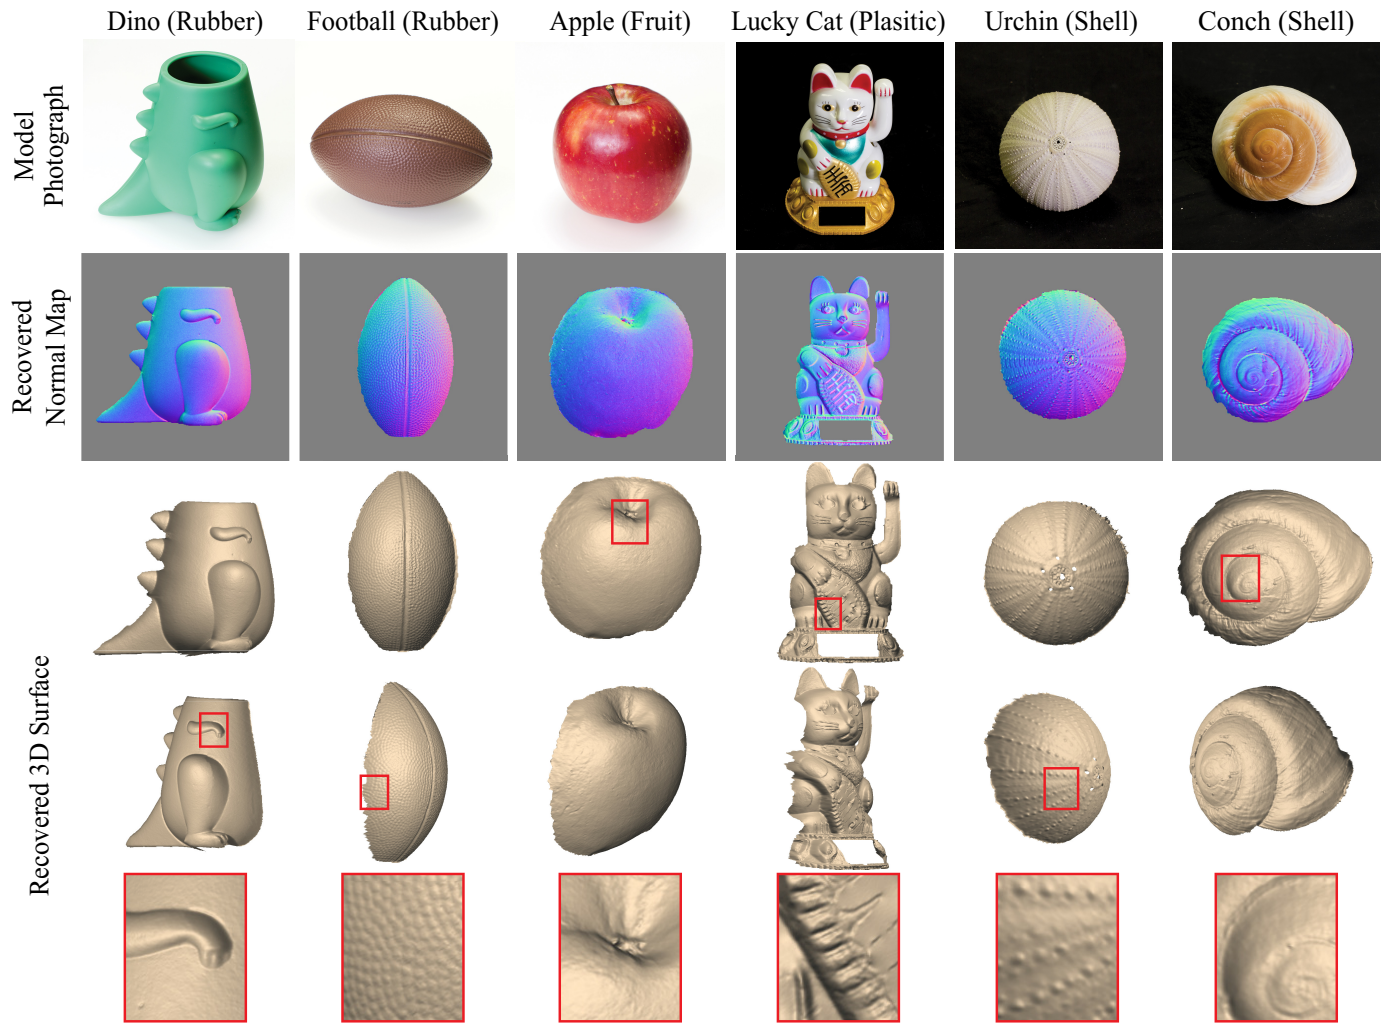 Dino (Rubber)
Football (Rubber)
Apple (Fruit)
Lucky Cat (Plasitic)
Urchin (Shell)
Conch (Shell)
Model
Photograph
Recovered
Normal Map
Recovered 3D Surface